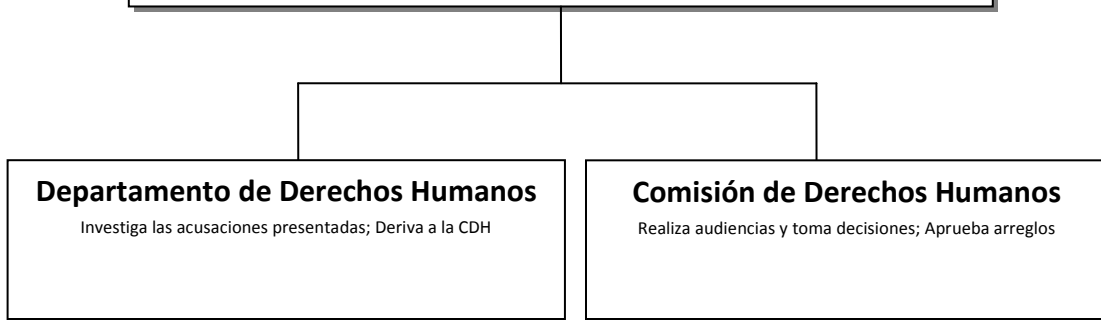 Departamento de Derechos Humanos
Investiga las acusaciones presentadas; Deriva a la CDH
Comisión de Derechos Humanos
Realiza audiencias y toma decisiones; Aprueba arreglos